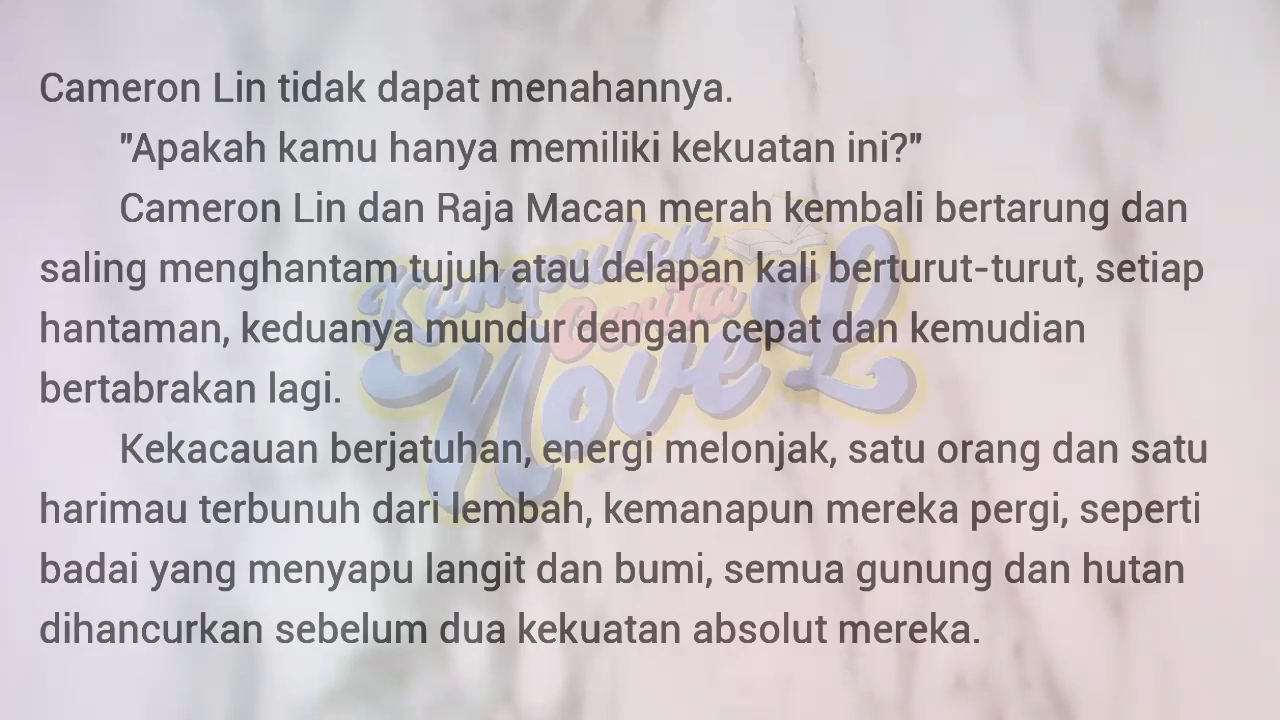 Cameron Lin tidak dapat menahannya.
"Apakah kamu hanya memiliki kekuatan ini?"
Cameron Lin dan Raja Macan merah kembali bertarung dan
saling menghantam tujuh atau delapan kali berturut-turut, setiap
hantaman, keduanya mundur dengan cepat dan kemudian
bertabrakan lagi.
Kekacauan berjatuhan, energi melonjak, satu orang dan satu
harimau terbunuh dari lembah, kemanapun mereka pergi, seperti
badai yang menyapu langit dan bumi, semua gunung dan hutan
dihancurkan sebelum dua kekuatan absolut mereka.
Kumpulan
Cerita
NoveL